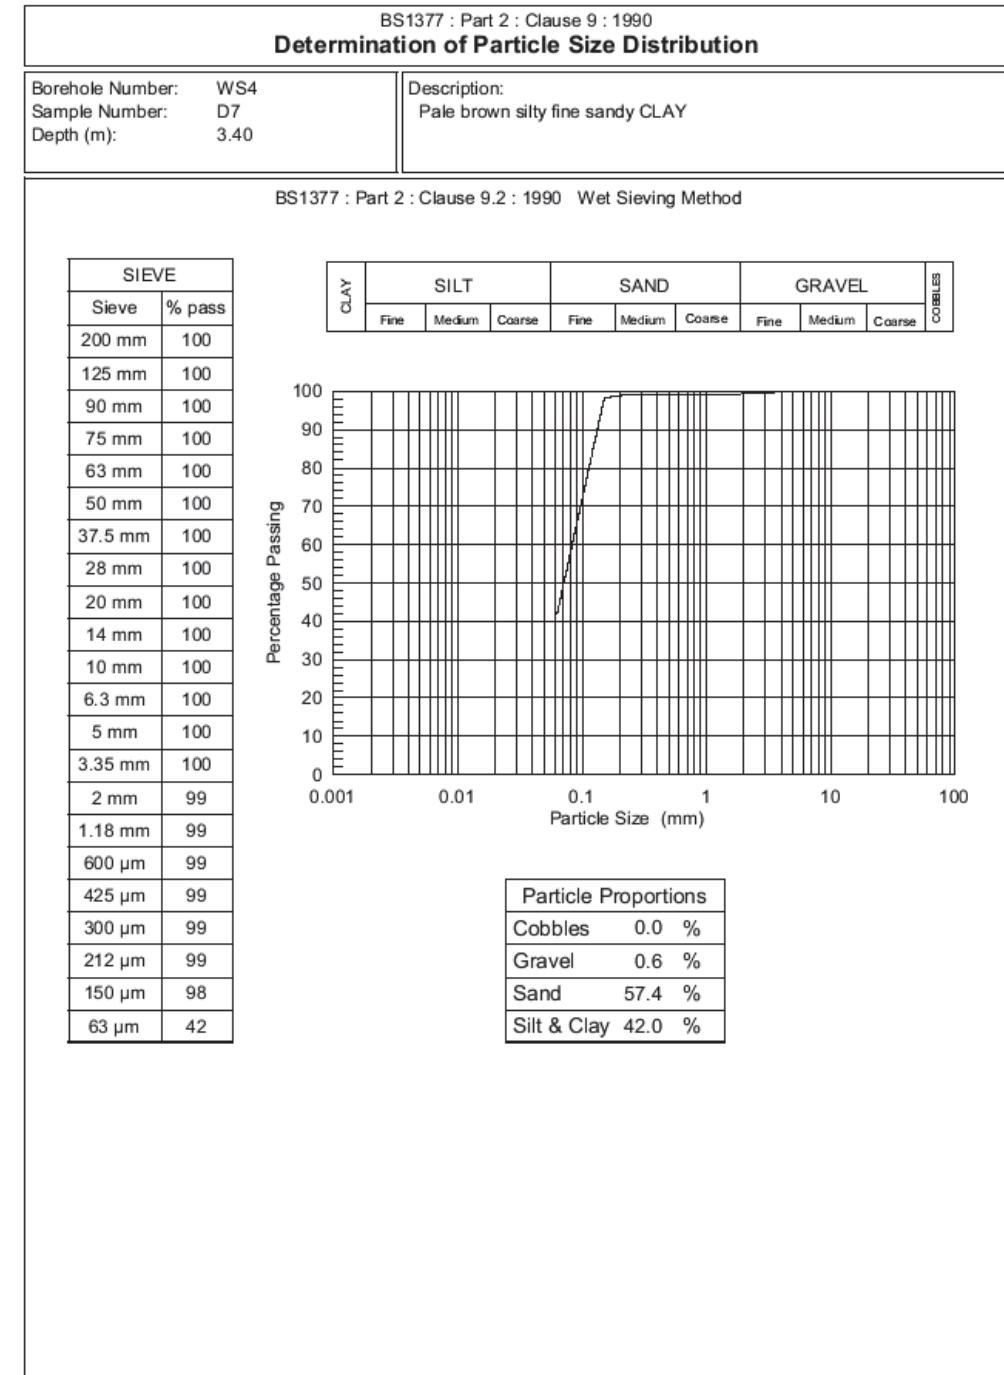 BS1377 : Part 2 : Clause 9 : 1990
Determination of Particle Size Distribution
Borehole Number: WS4
Sample Number: D7
Depth (m): 3.40
Description:
Pale brown silty fine sandy CLAY
BS1377 : Part 2 : Clause 9.2 : 1990 Wet Sieving Method
SIEVE
Sieve % pass
200 mm 100
125 mm 100
90 mm 100
75 mm 100
63 mm 100
50 mm 100
37.5 mm 100
28 mm 100
20 mm 100
14 mm 100
10 mm 100
6.3 mm 100
5 mm 100
3.35 mm 100
2 mm 99
1.18 mm 99
600 µm 99
425 µm 99
300 µm 99
212 µm 99
150 µm 98
63 µm 42
CLAY SILT SAND GRAVEL COBBLES
Fine Medium Coarse Fine Medium Coarse Fine Medium Coarse
Percentage Passing
100
90
80
70
60
50
40
30
20
10
0
0.001 0.01 0.1 1 10 100
Particle Size (mm)
Particle Proportions
Cobbles 0.0 %
Gravel 0.6 %
Sand 57.4 %
Silt & Clay 42.0 %